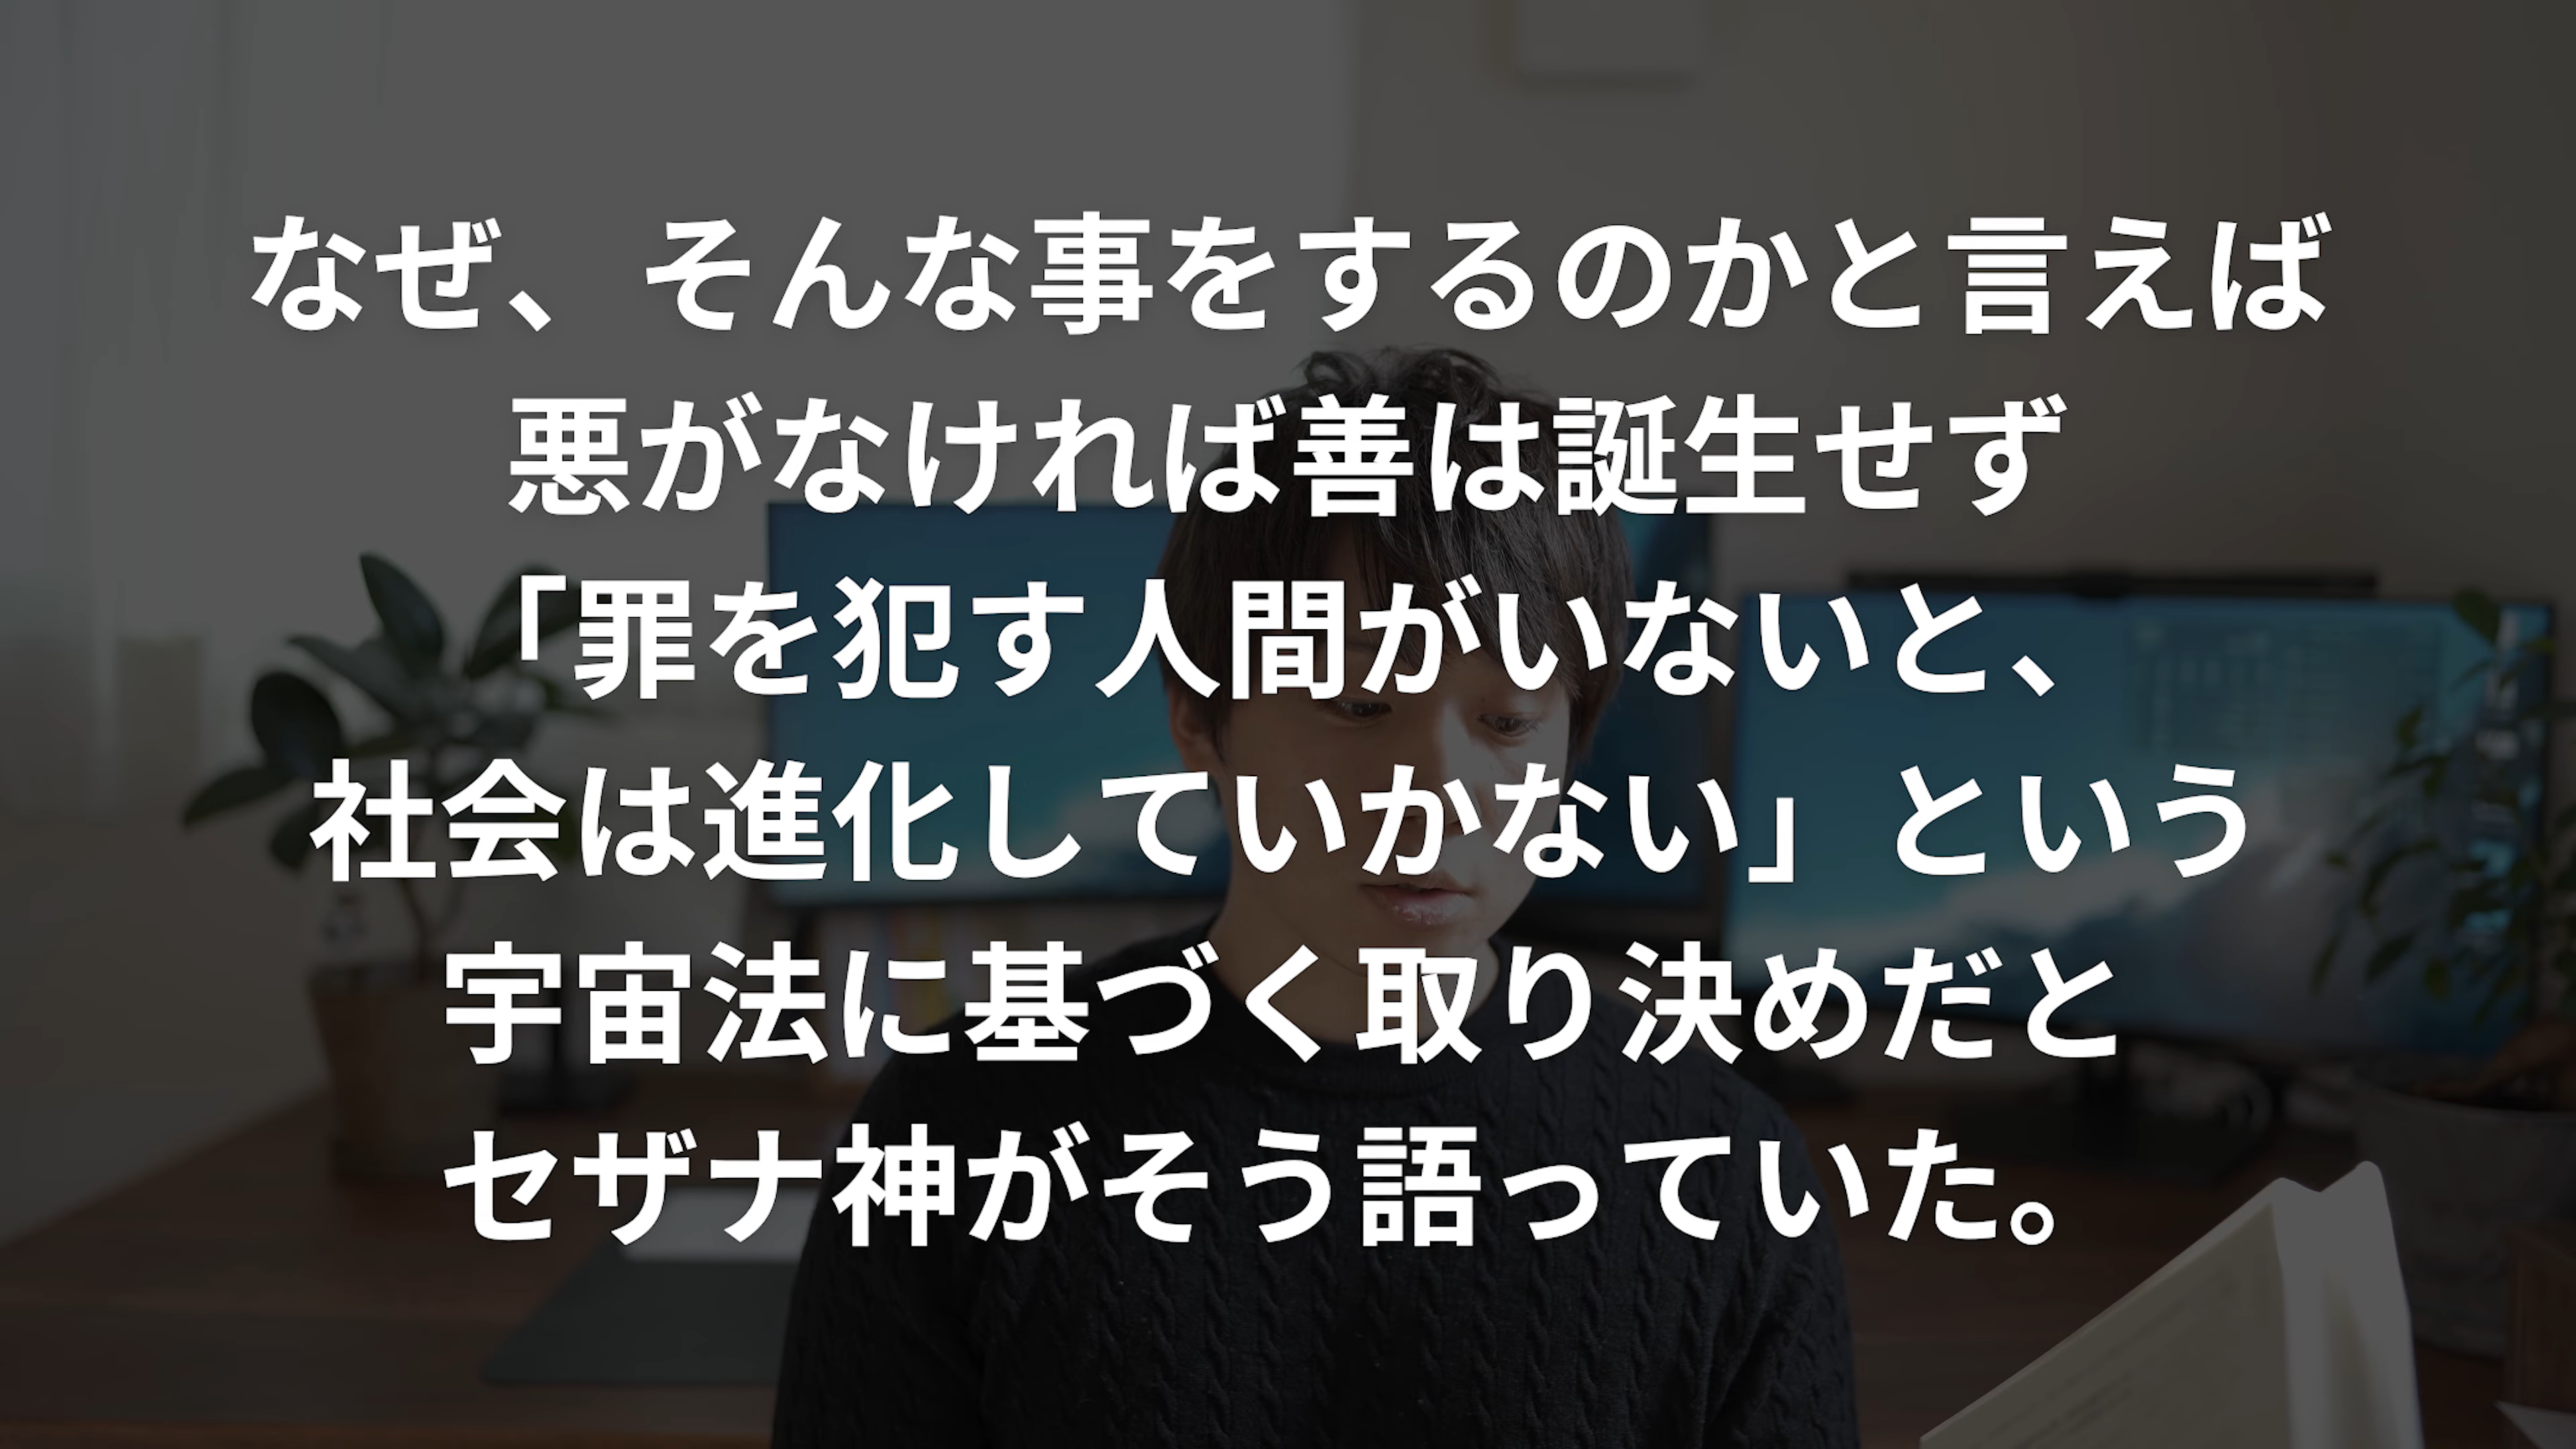 なぜ、そんな事をするのかと言えば
悪がなければ善は誕生せず
「罪を犯す人間がいないと、
社会は進化していかない」という
宇宙法に基づく取り決めだと
セザナ神がそう語っていた。